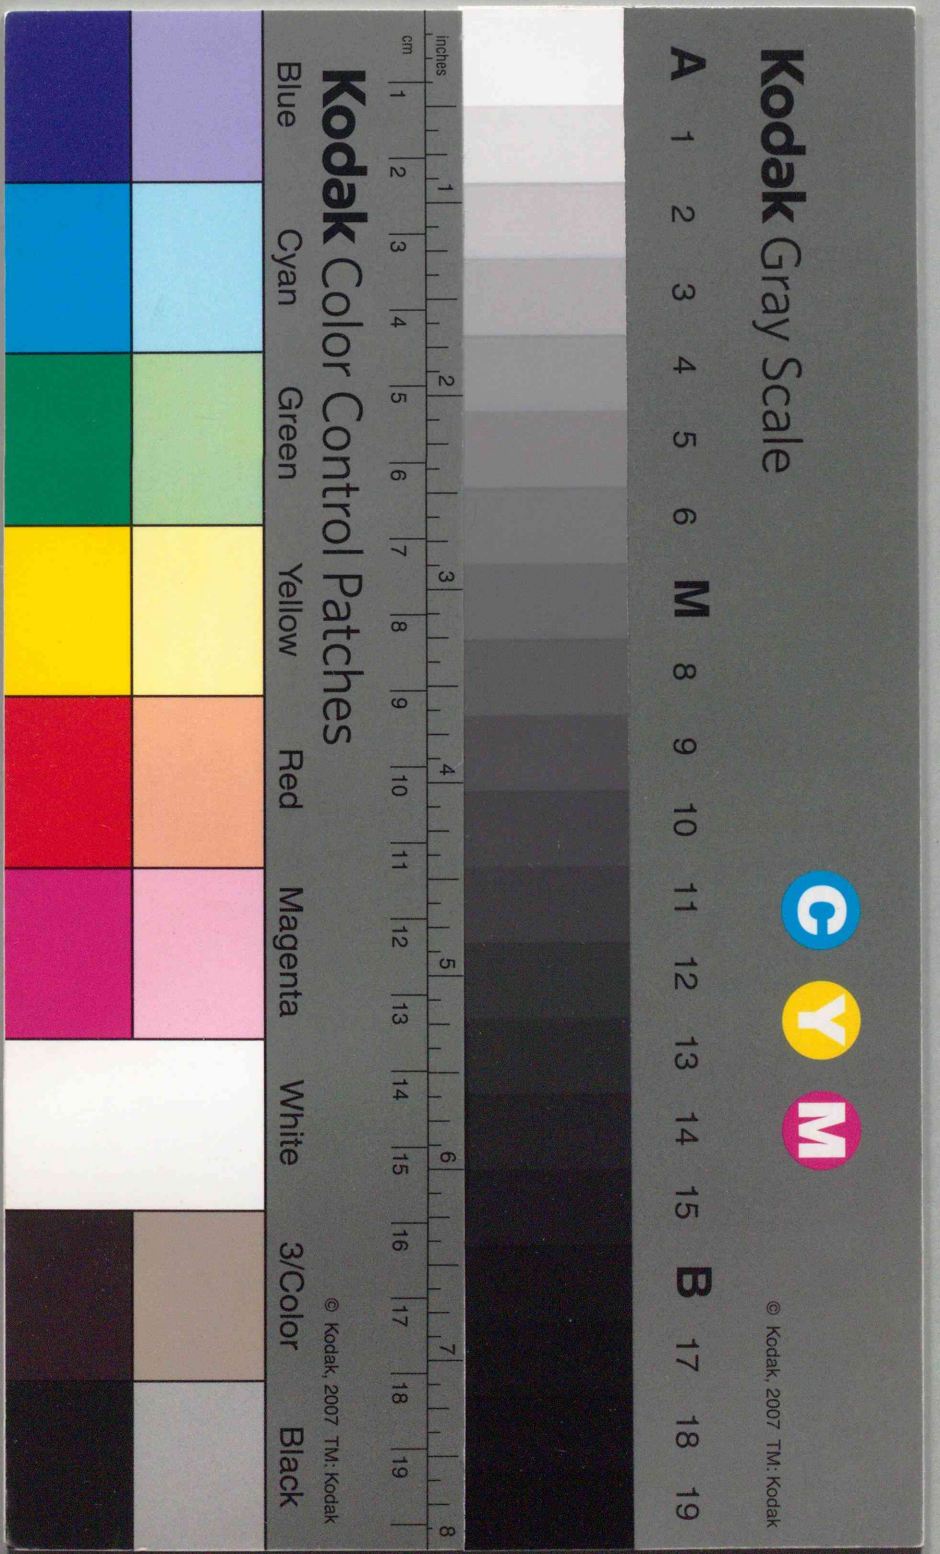 Kodak Gray Scale
C Y M
© Kodak, 2007 TM: Kodak
A 1 2 3 4 5 6 M 8 9 10 11 12 13 14 15 B 17 18 19
inches 1 2 3 4 5 6 7 8
cm 1 2 3 4 5 6 7 8 9 10 11 12 13 14 15 16 17 18 19
Kodak Color Control Patches
© Kodak, 2007 TM: Kodak
Blue Cyan Green Yellow Red Magenta White 3/Color Black